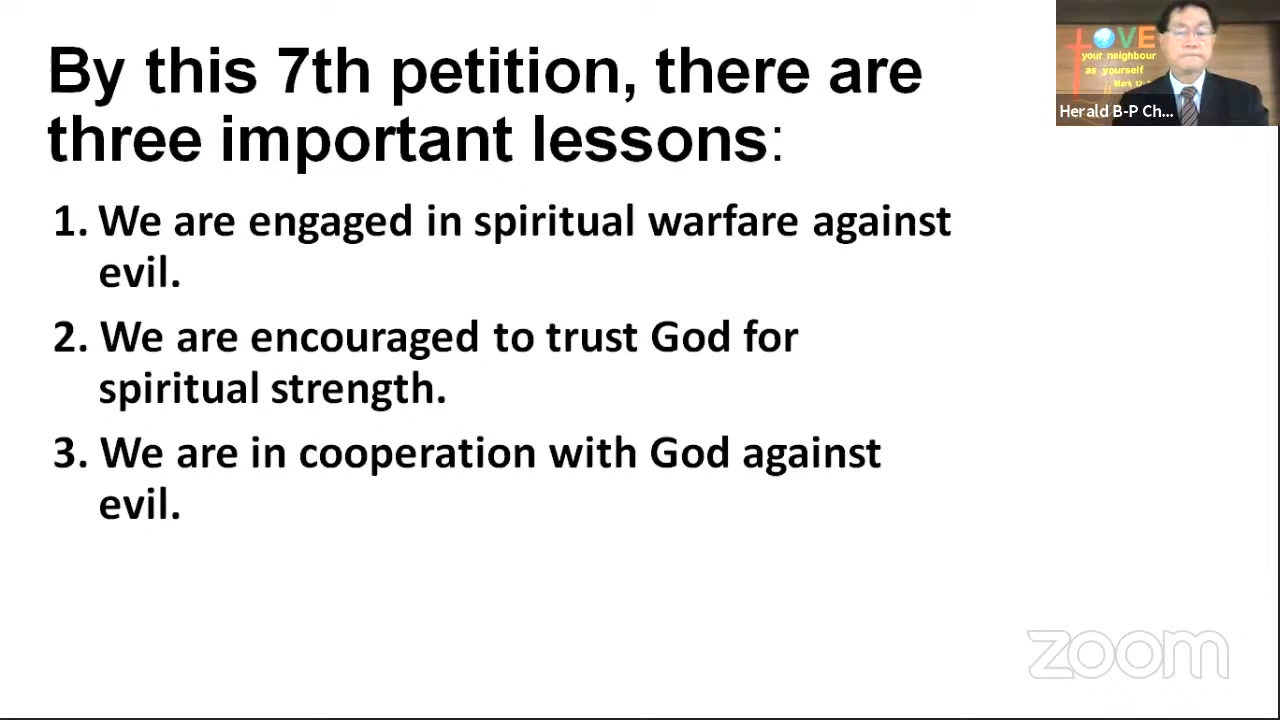 By this 7th petition, there are
three important lessons:
1. We are engaged in spiritual warfare against
evil.
2. We are encouraged to trust God for
spiritual strength.
3. We are in cooperation with God against
evil.
LOVE
your neighbour
as yourself
Mark 12:
Herald B-P Ch...
zoom